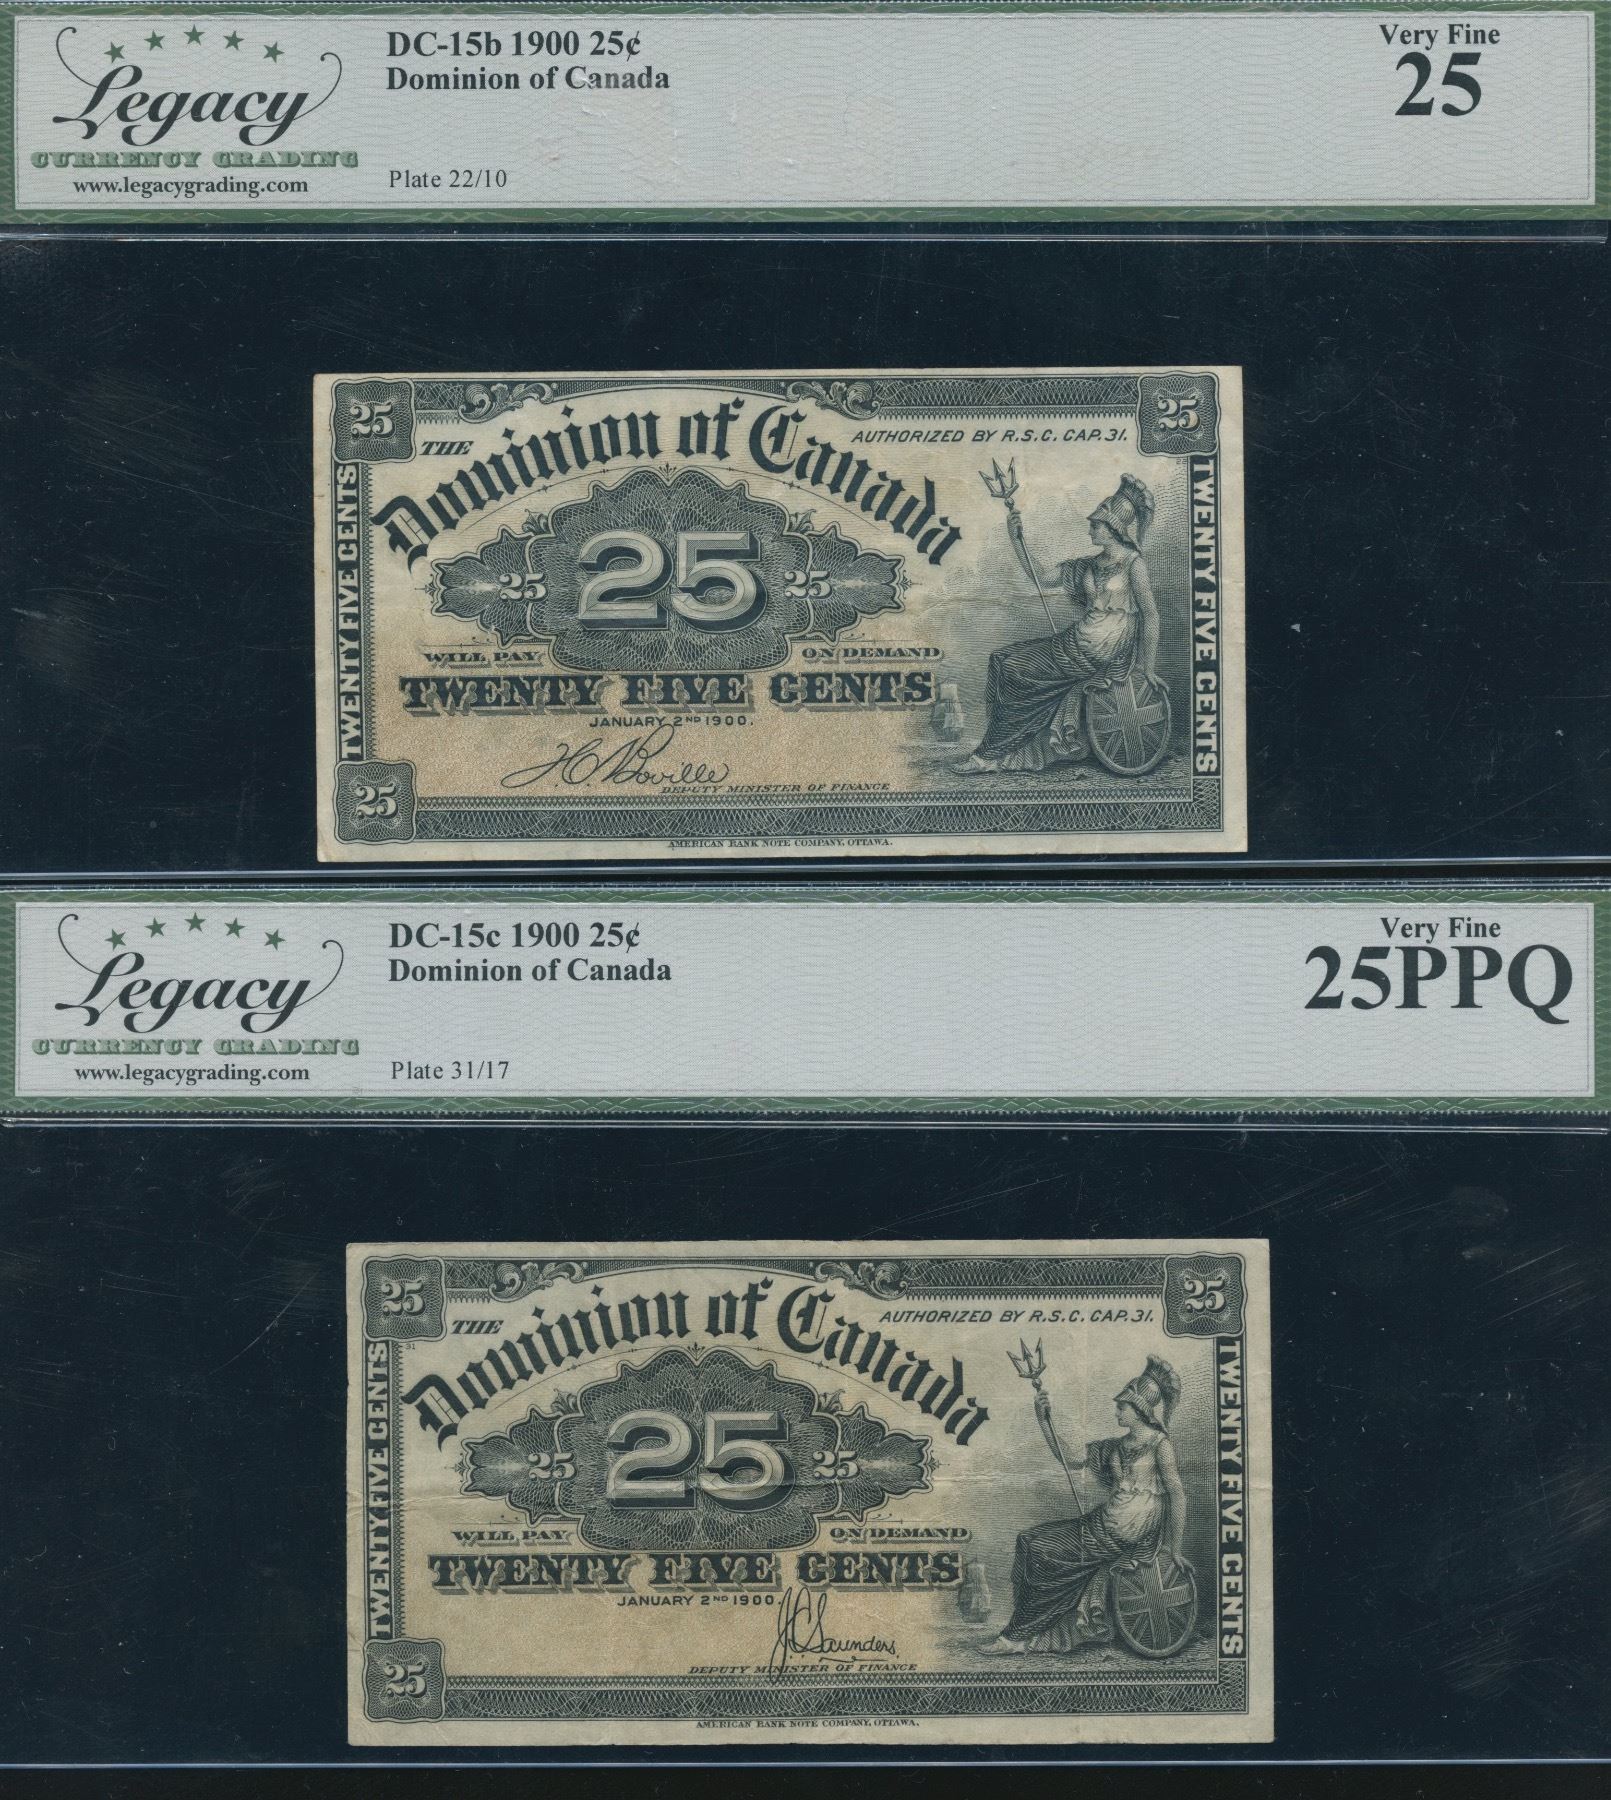 Legacy
CURRENCY GRADING
www.legacygrading.com
DC-15b 1900 25¢
Dominion of Canada
Plate 22/10
Very Fine
25
25
25
THE
Dominion of Canada
AUTHORIZED BY R.S.C. CAP. 31.
TWENTY FIVE CENTS
TWENTY FIVE CENTS
25
25
25
WILL PAY
ON DEMAND
TWENTY FIVE CENTS
JANUARY 2ND 1900.
H C Boville
DEPUTY MINISTER OF FINANCE
25
AMERICAN BANK NOTE COMPANY, OTTAWA.
Legacy
CURRENCY GRADING
www.legacygrading.com
DC-15c 1900 25¢
Dominion of Canada
Plate 31/17
Very Fine
25PPQ
25
25
THE
31
Dominion of Canada
AUTHORIZED BY R.S.C. CAP. 31.
TWENTY FIVE CENTS
TWENTY FIVE CENTS
25
25
25
WILL PAY
ON DEMAND
TWENTY FIVE CENTS
JANUARY 2ND 1900.
J.C. Saunders
DEPUTY MINISTER OF FINANCE
25
AMERICAN BANK NOTE COMPANY, OTTAWA.